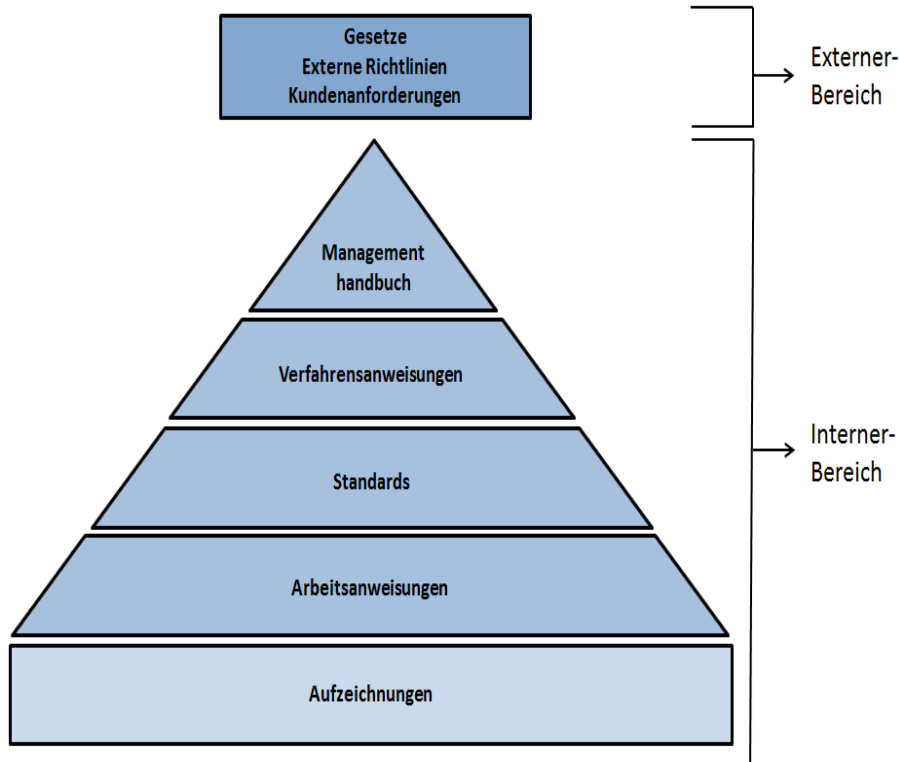 Gesetze
Externe Richtlinien
Kundenanforderungen
Externer-
Bereich
Management
handbuch
Verfahrensanweisungen
Interner-
Bereich
Standards
Arbeitsanweisungen
Aufzeichnungen